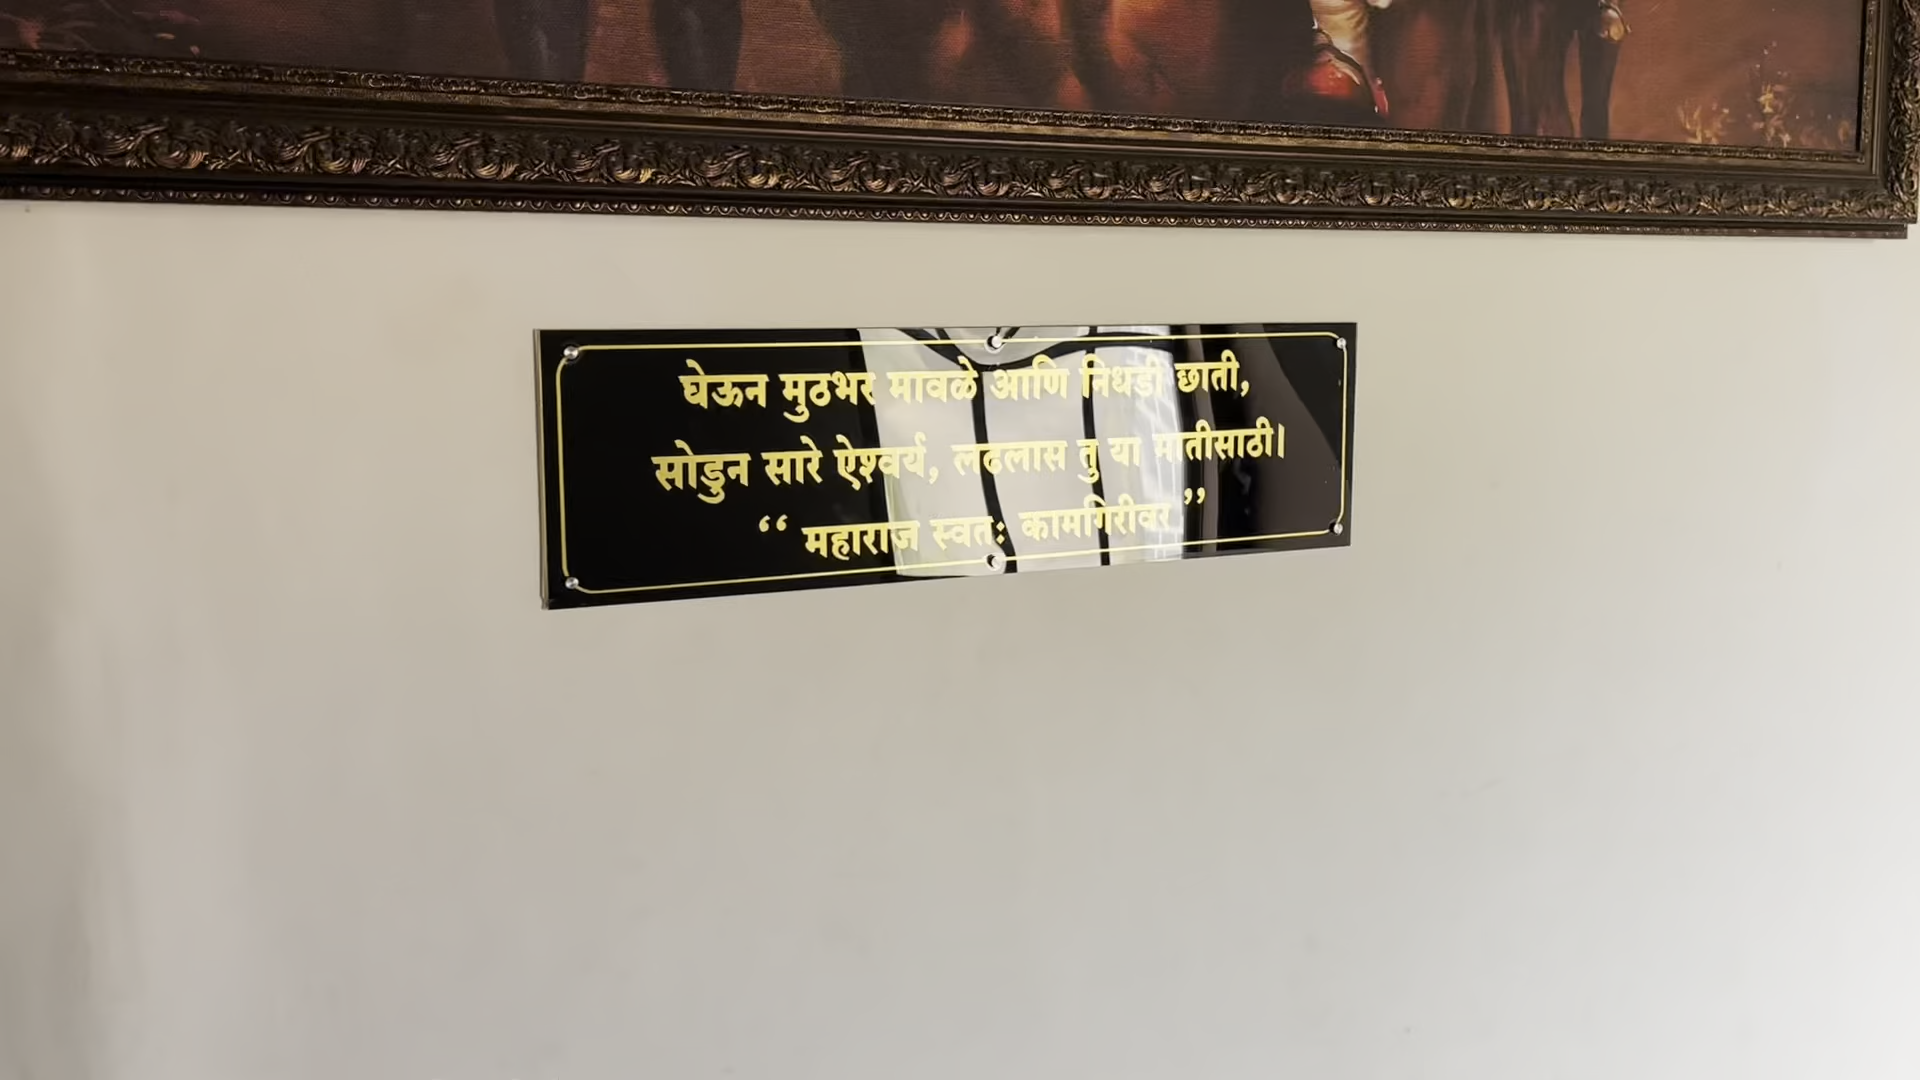 घेऊन मुठभर मावळे आणि निधडी छाती,
सोडुन सारे ऐश्वर्य, लढलास तु या मातीसाठी।
“ महाराज स्वतः कामगिरीवर ”